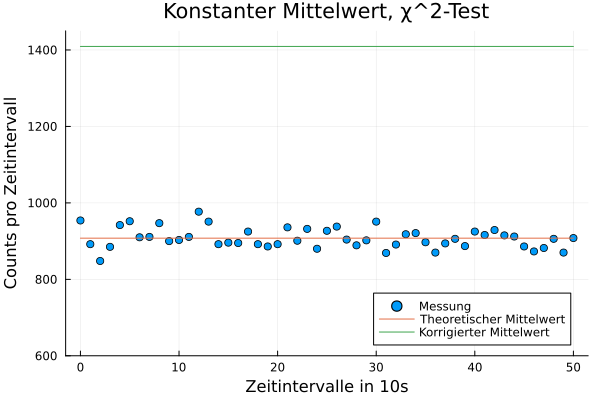 Konstanter Mittelwert, χ^2-Test
Counts pro Zeitintervall
1400
1200
1000
800
600
Messung
Theoretischer Mittelwert
Korrigierter Mittelwert
0 10 20 30 40 50
Zeitintervalle in 10s